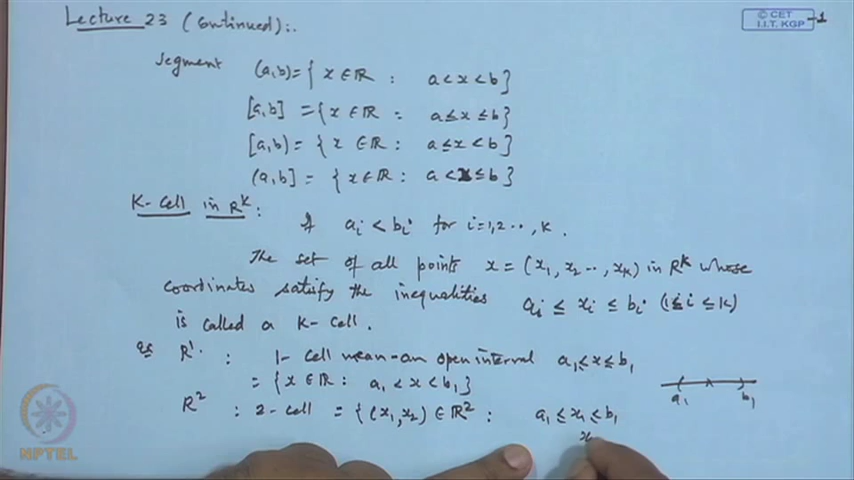 Lecture 23 (Continued):.
© CET
I.I.T. KGP
-1
Segment (a,b) = { x ∈ R : a < x < b }
[a,b] = { x ∈ R : a ≤ x ≤ b }
[a,b) = { x ∈ R : a ≤ x < b }
(a,b] = { x ∈ R : a < x ≤ b }
K-Cell in R^K :
If a_i < b_i for i=1,2..,K.
The set of all points x = (x_1, x_2 .., x_K) in R^K whose
coordinates satisfy the inequalities a_i ≤ x_i ≤ b_i (1≤i≤K)
is called a K-cell.
eg R^1. : 1-cell mean an open interval a_1 ≤ x ≤ b_1
= { x ∈ R : a_1 < x < b_1 }
a_1 b_1
R^2 : 2-cell = { (x_1,x_2) ∈ R^2 : a_1 ≤ x_1 ≤ b_1
x
NPTEL